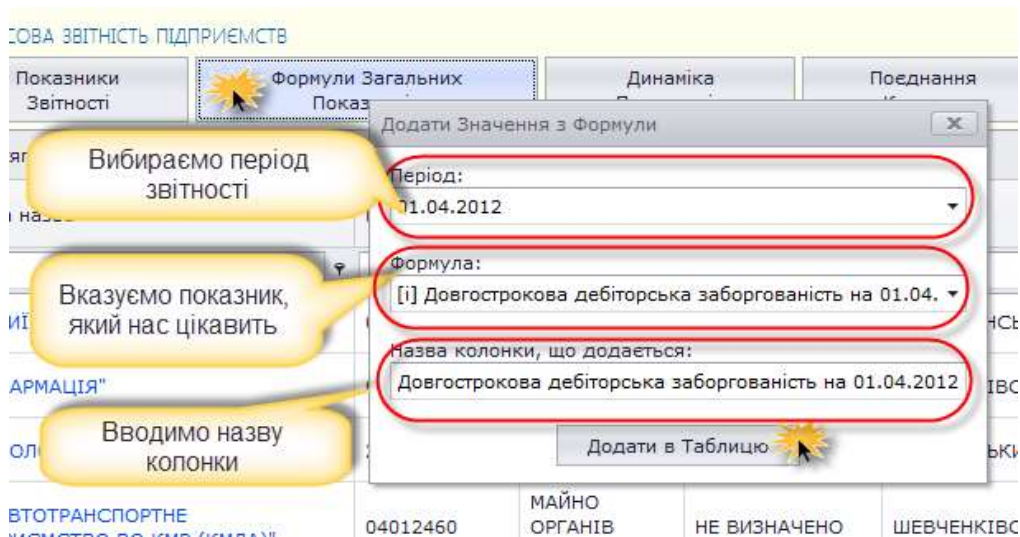 СОВА ЗВІТНІСТЬ ПІДПРИЄМСТВ
Показники
Звітності
Формули Загальних
Динаміка
Поєднання
Додати Значення з Формули
Вибираємо період
звітності
Період:
01.04.2012
Вказуємо показник,
який нас цікавить
Формула:
[і] Довгострокова дебіторська заборгованість на 01.04.
Назва колонки, що додається:
Довгострокова дебіторська заборгованість на 01.04.2012
АРМАЦІЯ"
Вводимо назву
колонки
Додати в Таблицю
ВТОТРАНСПОРТНЕ
04012460
МАЙНО
ОРГАНІВ
НЕ ВИЗНАЧЕНО
ШЕВЧЕНКІВС